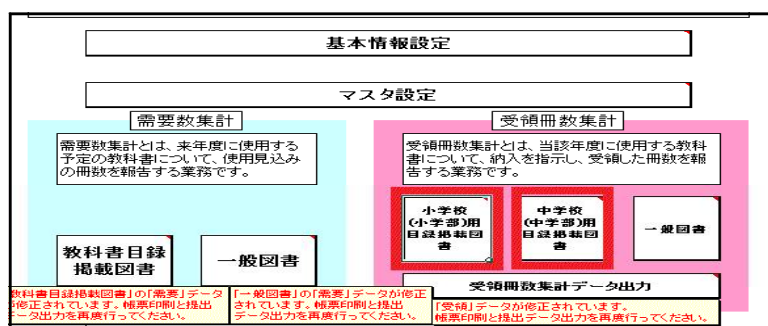 基本情報設定
マスタ設定
需要数集計
需要数集計とは、来年度に使用する
予定の教科書について、使用見込み
の冊数を報告する業務です。
教科書目録
掲載図書
一般図書
教科書目録掲載図書」の「需要」データ
が修正されています。帳票印刷と提出
データ出力を再度行ってください。
「一般図書」の「需要」データが修正
されています。帳票印刷と提出
データ出力を再度行ってください。
受領冊数集計
受領冊数集計とは、当該年度に使用する教科
書について、納入を指示し、受領した冊数を報
告する業務です。
小学校
(小学部)用
目録掲載図
書
中学校
(中学部)用
目録掲載図
書
一般図書
受領冊数集計データ出力
「受領」データが修正されています。
帳票印刷と提出データ出力を再度行ってください。